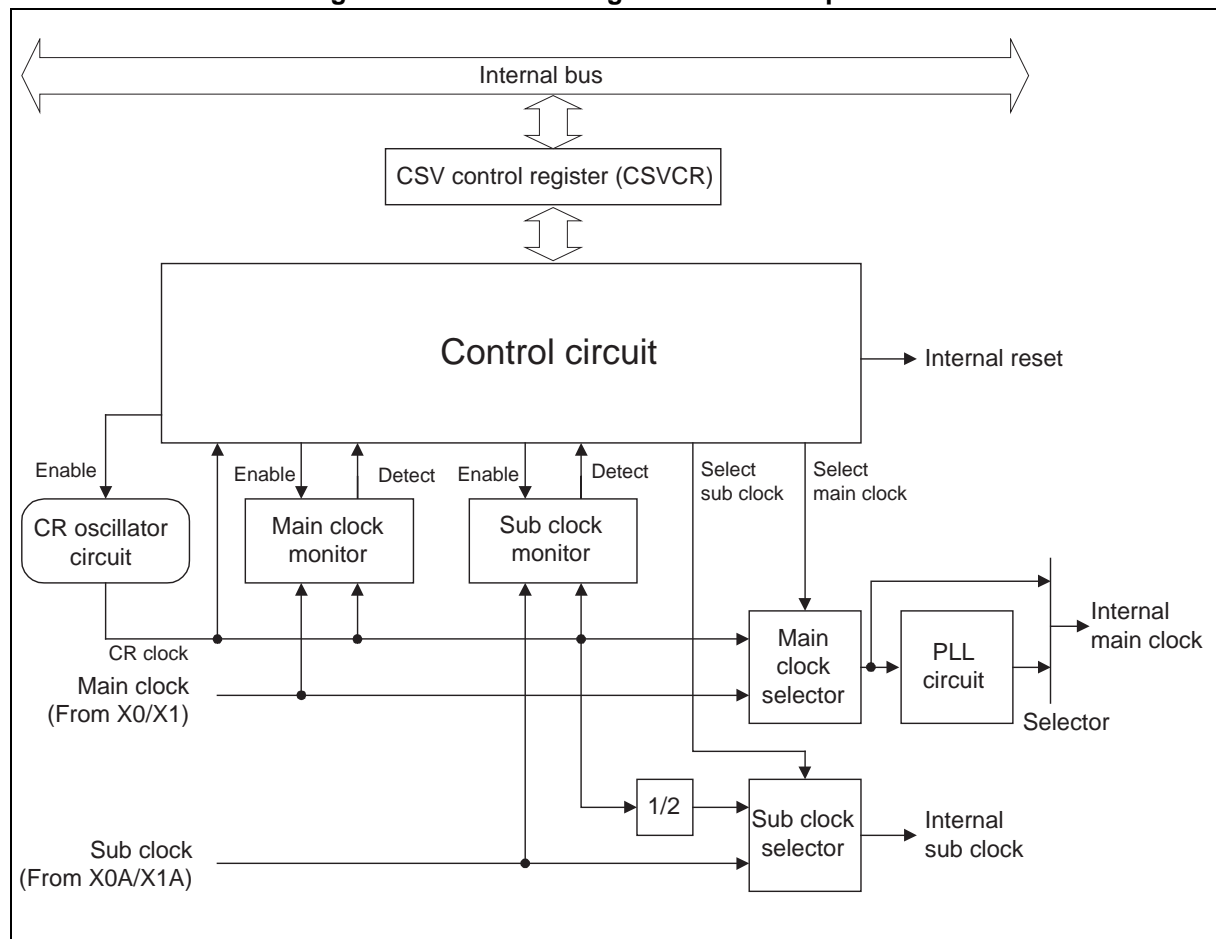 Internal bus
CSV control register (CSVCR)
Control circuit
Internal reset
Enable
Enable
Detect
Enable
Detect
Select
sub clock
Select
main clock
CR oscillator
circuit
Main clock
monitor
Sub clock
monitor
CR clock
Main clock
(From X0/X1)
Main
clock
selector
PLL
circuit
Internal
main clock
Selector
1/2
Sub clock
selector
Internal
sub clock
Sub clock
(From X0A/X1A)